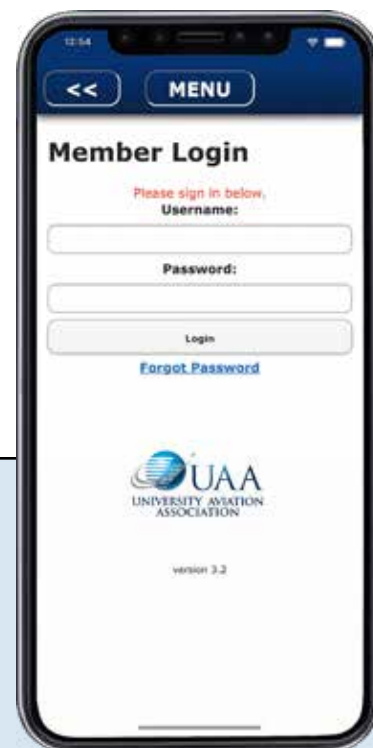 12:54
<< MENU
Member Login
Please sign in below.
Username:
Password:
Login
Forgot Password
UAA
UNIVERSITY AVIATION
ASSOCIATION
version 3.2